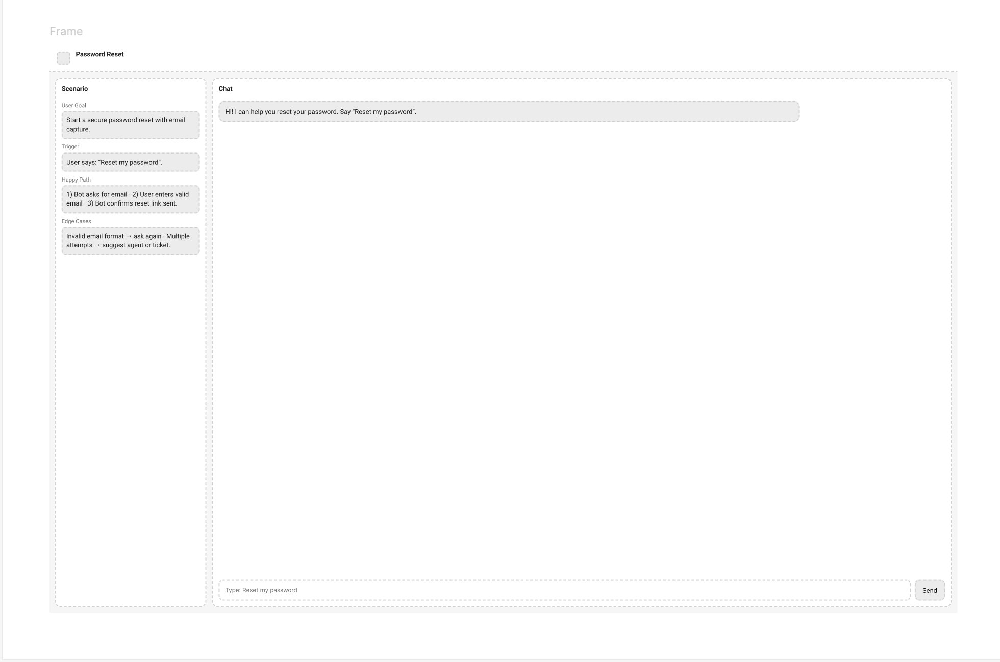 Frame
Password Reset
Scenario
User Goal
Start a secure password reset with email
capture.
Trigger
User says: “Reset my password”.
Happy Path
1) Bot asks for email · 2) User enters valid
email · 3) Bot confirms reset link sent.
Edge Cases
Invalid email format → ask again · Multiple
attempts → suggest agent or ticket.
Chat
Hi! I can help you reset your password. Say “Reset my password”.
Type: Reset my password
Send